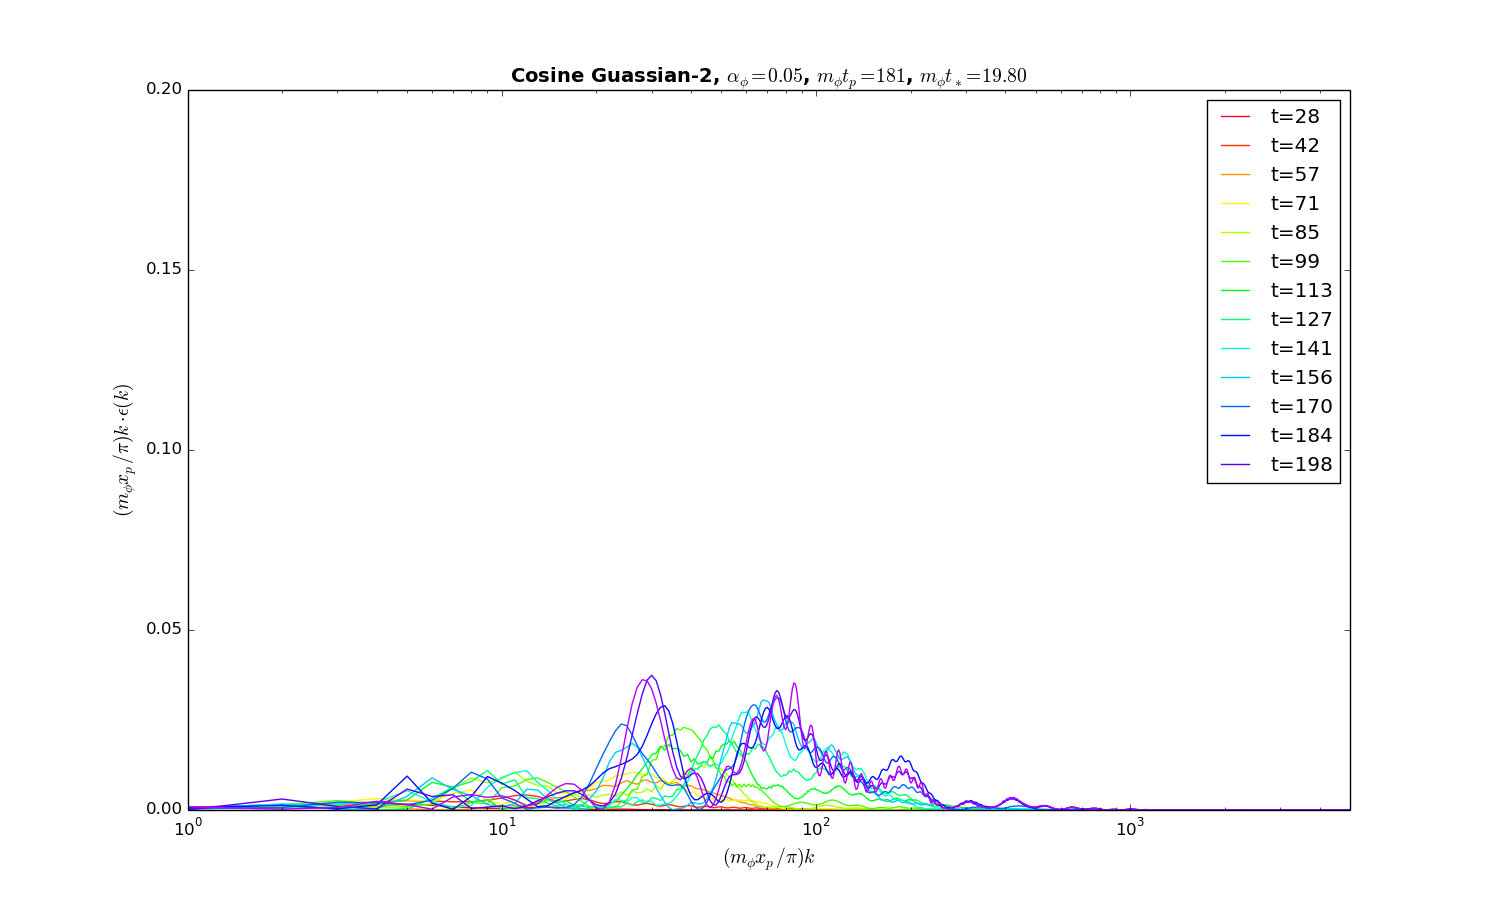 Cosine Guassian-2, α_ϕ=0.05, m_ϕt_p=181, m_ϕt_*=19.80
0.20
0.15
0.10
0.05
0.00
(m_ϕx_p/π)k·ϵ(k)
t=28
t=42
t=57
t=71
t=85
t=99
t=113
t=127
t=141
t=156
t=170
t=184
t=198
10^0 10^1 10^2 10^3
(m_ϕx_p/π)k